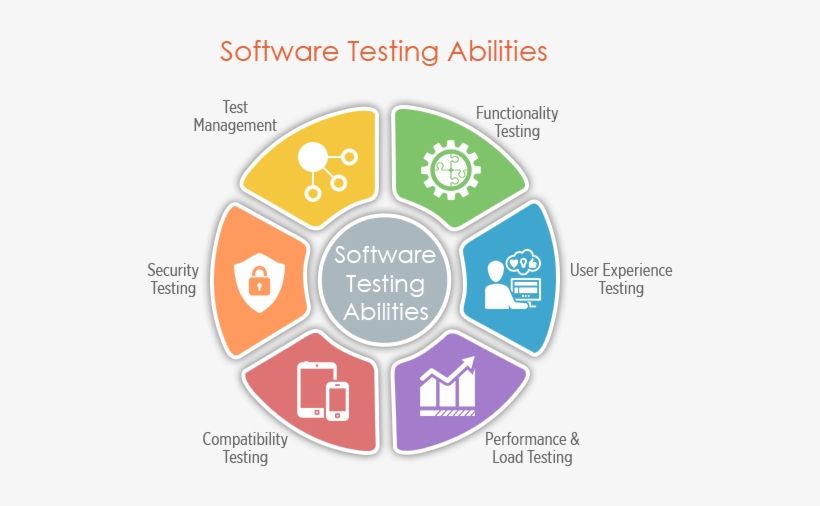 Software Testing Abilities
Test
Management
Functionality
Testing
Security
Testing
Software
Testing
Abilities
User Experience
Testing
Compatibility
Testing
Performance &
Load Testing